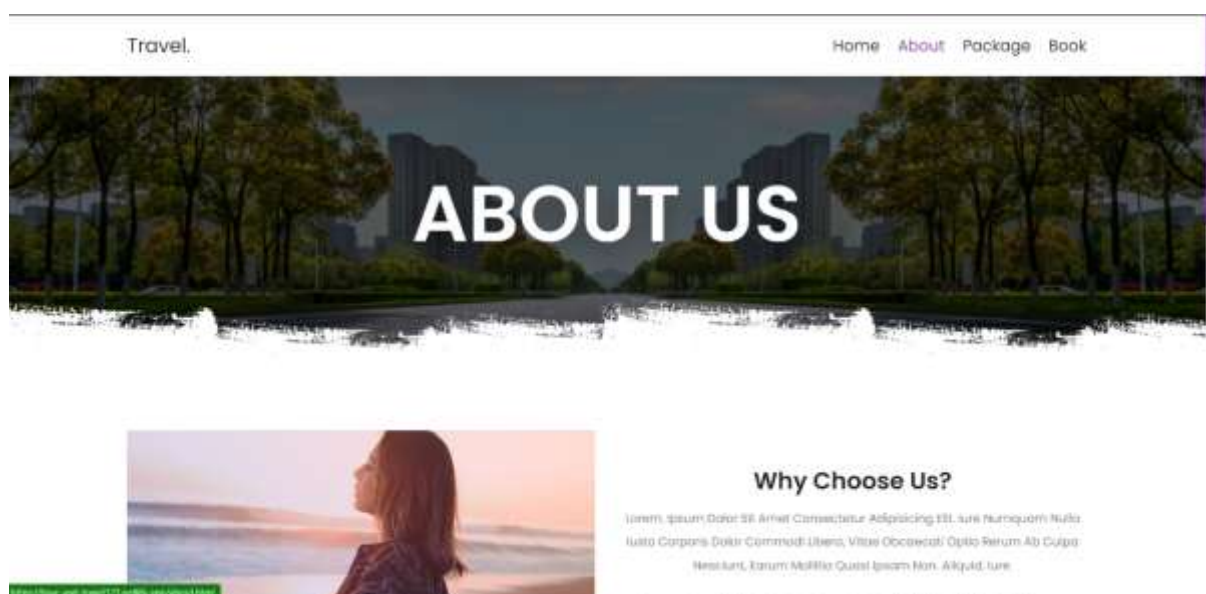 Travel.
Home About Package Book
ABOUT US
Why Choose Us?
Lorem, Ipsum Dolor Sit Amet Consectetur Adipisicing Elit. Iure Numquam Nulla
Iusto Corporis Dolor Commodi Libero, Vitae Obcaecati Optio Rerum Ab Culpa
Nesciunt, Earum Mollitia Quasi Ipsam Non. Aliquid, Iure.